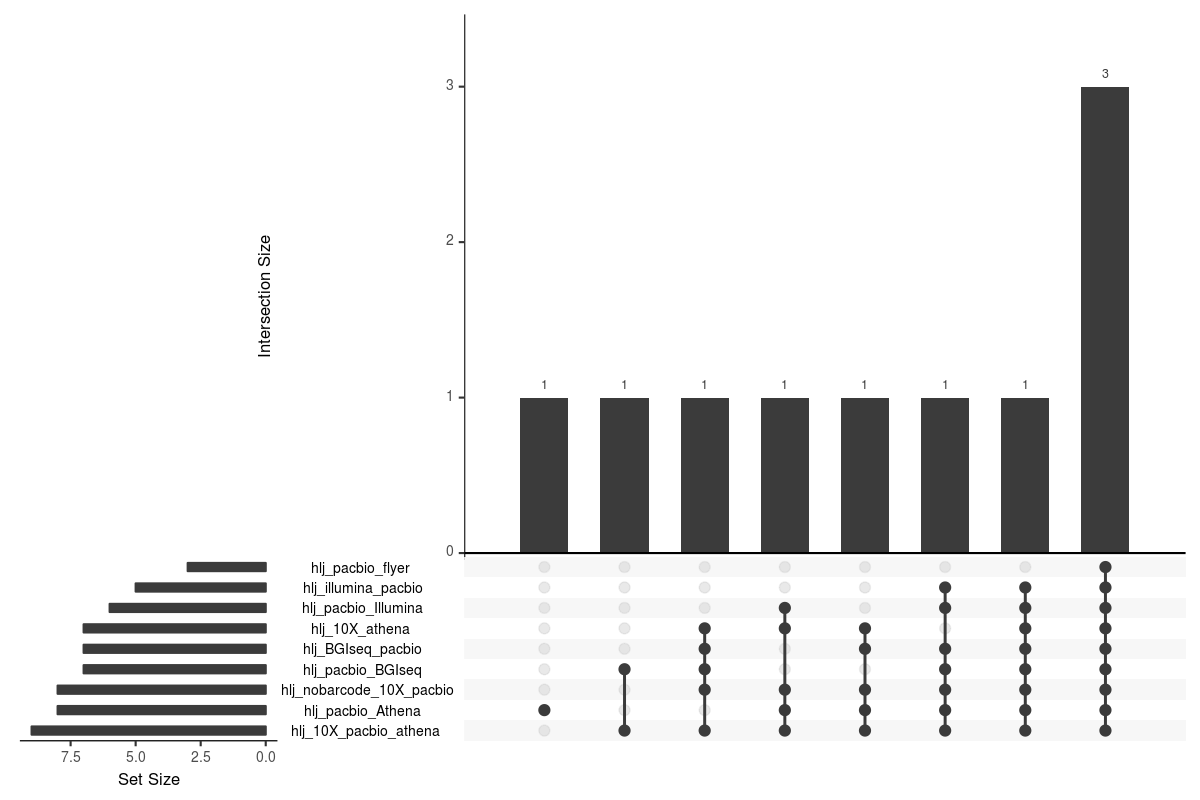 3
3
1 1 1 1 1 1 1
2
1
0
Intersection Size
hlj_pacbio_flyer
hlj_illumina_pacbio
hlj_pacbio_Illumina
hlj_10X_athena
hlj_BGIseq_pacbio
hlj_pacbio_BGIseq
hlj_nobarcode_10X_pacbio
hlj_pacbio_Athena
hlj_10X_pacbio_athena
7.5 5.0 2.5 0.0
Set Size